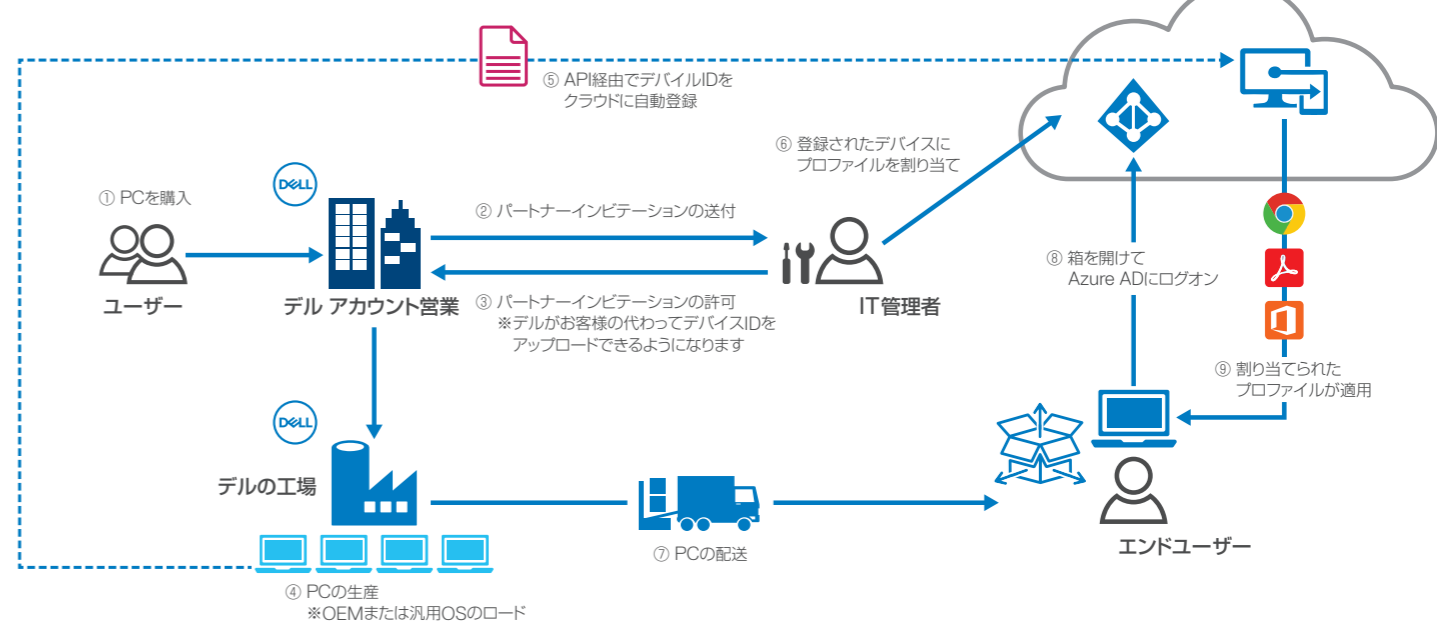 ⑤ API経由でデバイルIDを
クラウドに自動登録
⑥ 登録されたデバイスに
プロファイルを割り当て
① PCを購入
DELL
② パートナーインビテーションの送付
⑧ 箱を開けて
Azure ADにログオン
ユーザー
デル アカウント営業
③ パートナーインビテーションの許可
※デルがお客様の代わってデバイスIDを
アップロードできるようになります
IT管理者
⑨ 割り当てられた
プロファイルが適用
DELL
デルの工場
⑦ PCの配送
エンドユーザー
④ PCの生産
※OEMまたは汎用OSのロード